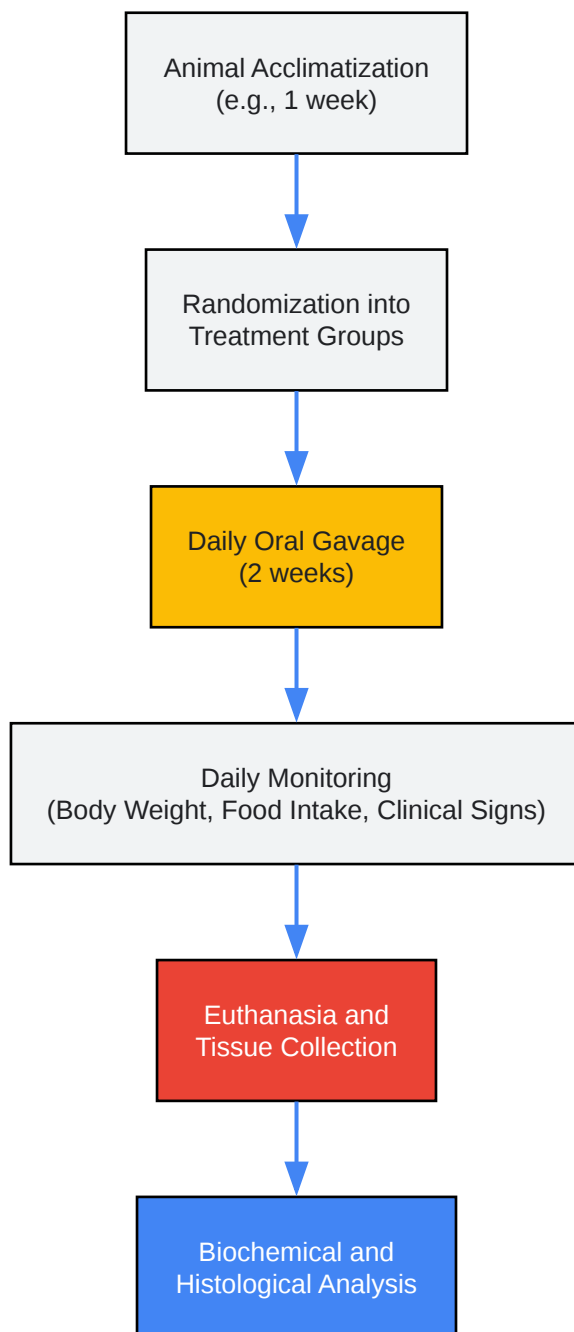 Animal Acclimatization
(e.g., 1 week)
Randomization into
Treatment Groups
Daily Oral Gavage
(2 weeks)
Daily Monitoring
(Body Weight, Food Intake, Clinical Signs)
Euthanasia and
Tissue Collection
Biochemical and
Histological Analysis